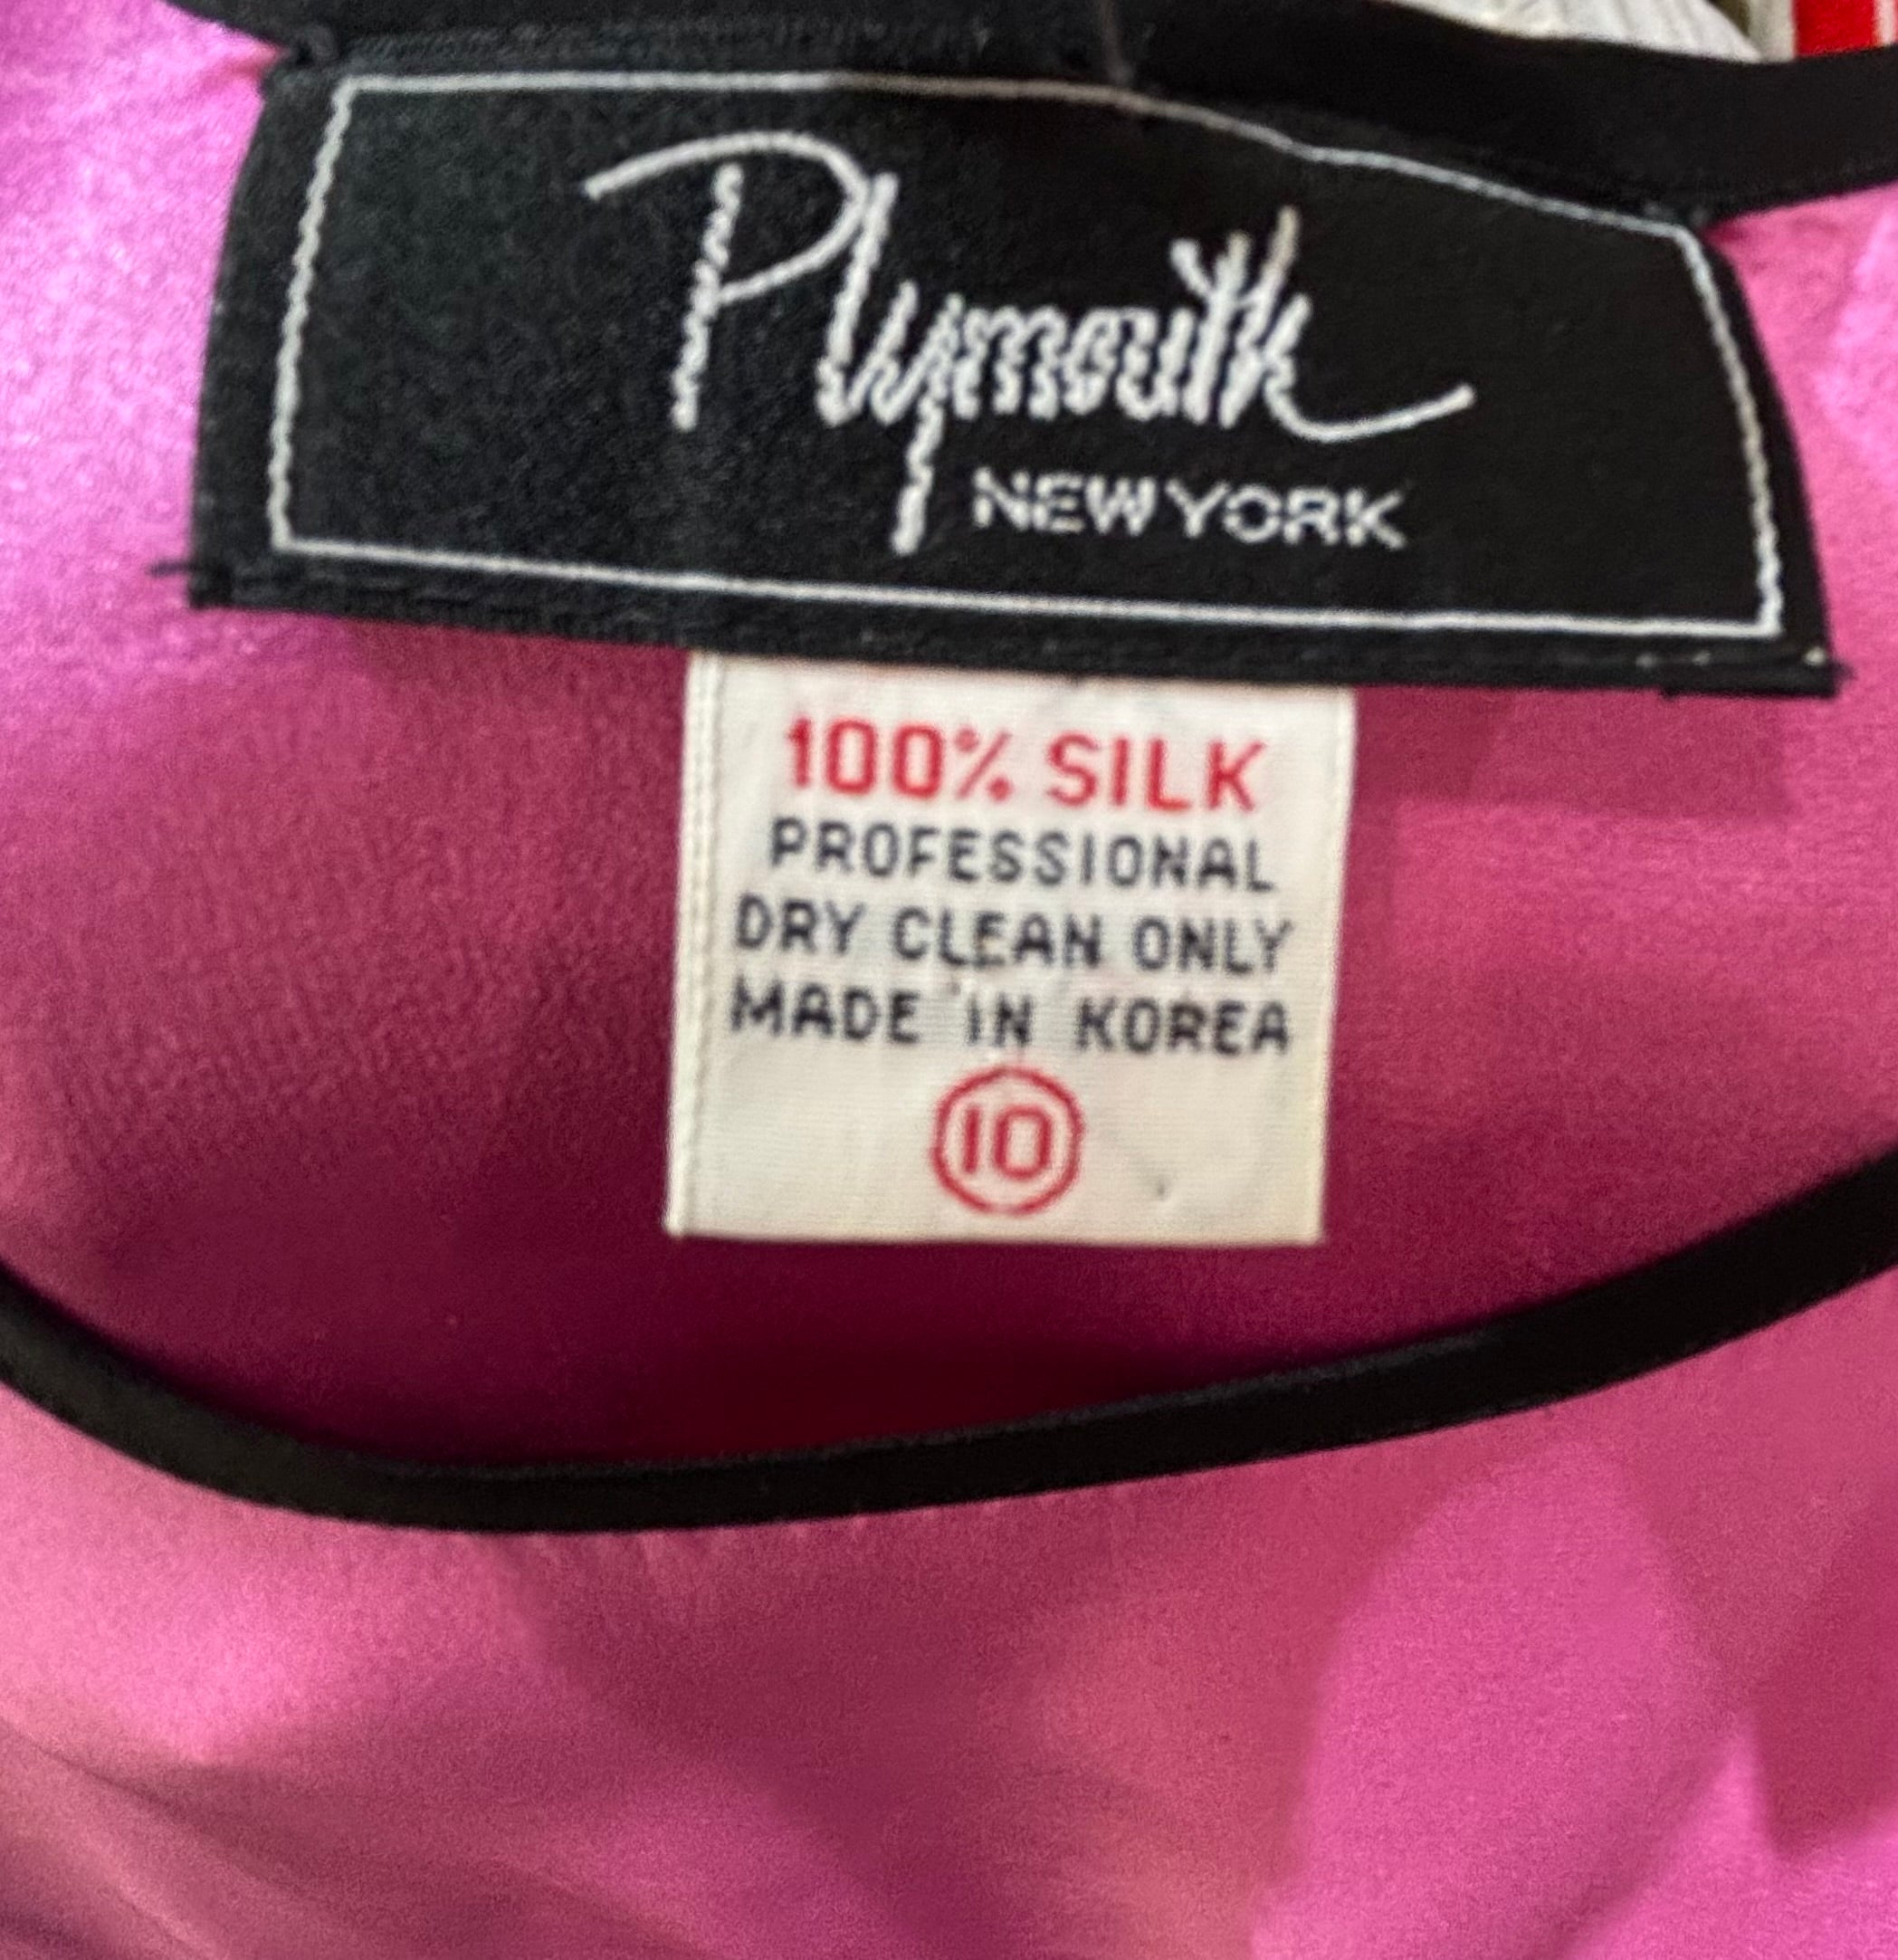 Plymouth
NEW YORK
100% SILK
PROFESSIONAL
DRY CLEAN ONLY
MADE IN KOREA
10